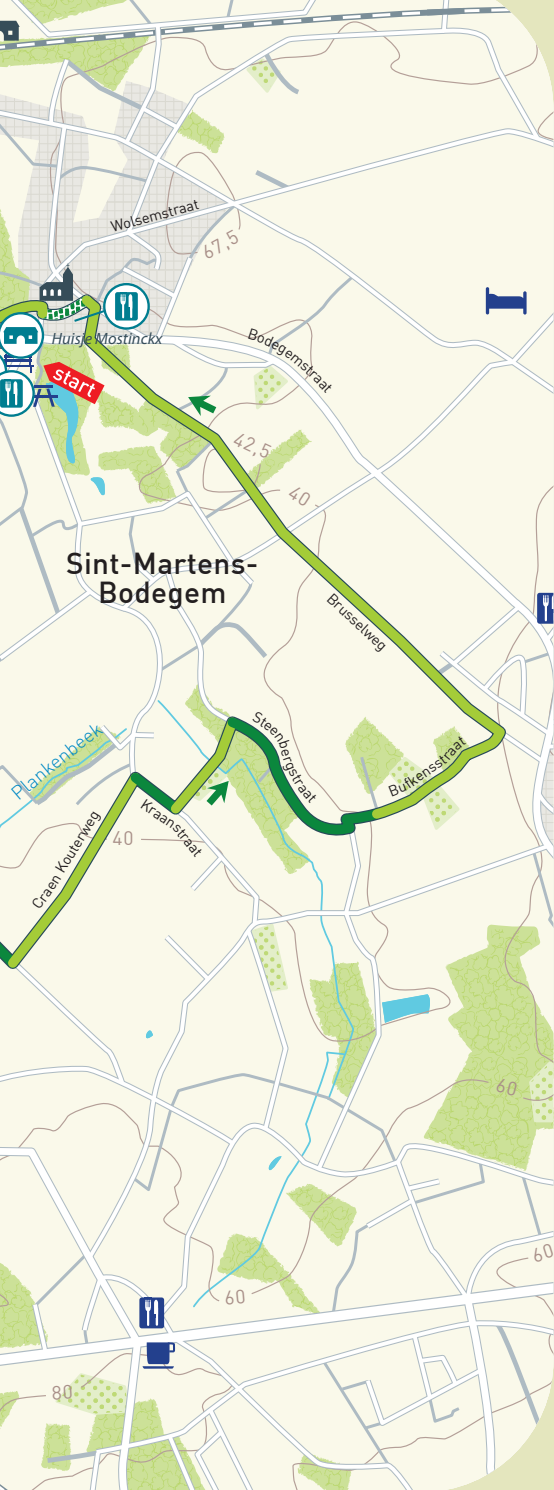 Wolsemstraat
67,5
Huisje Mostinckx
Bodegemstraat
start
42,5
40
Sint-Martens-
Bodegem
Brusselweg
Steenbergstraat
Plankenbeek
Bufkensstraat
Kraanstraat
Craen Kouterweg
40
60
60
60
80